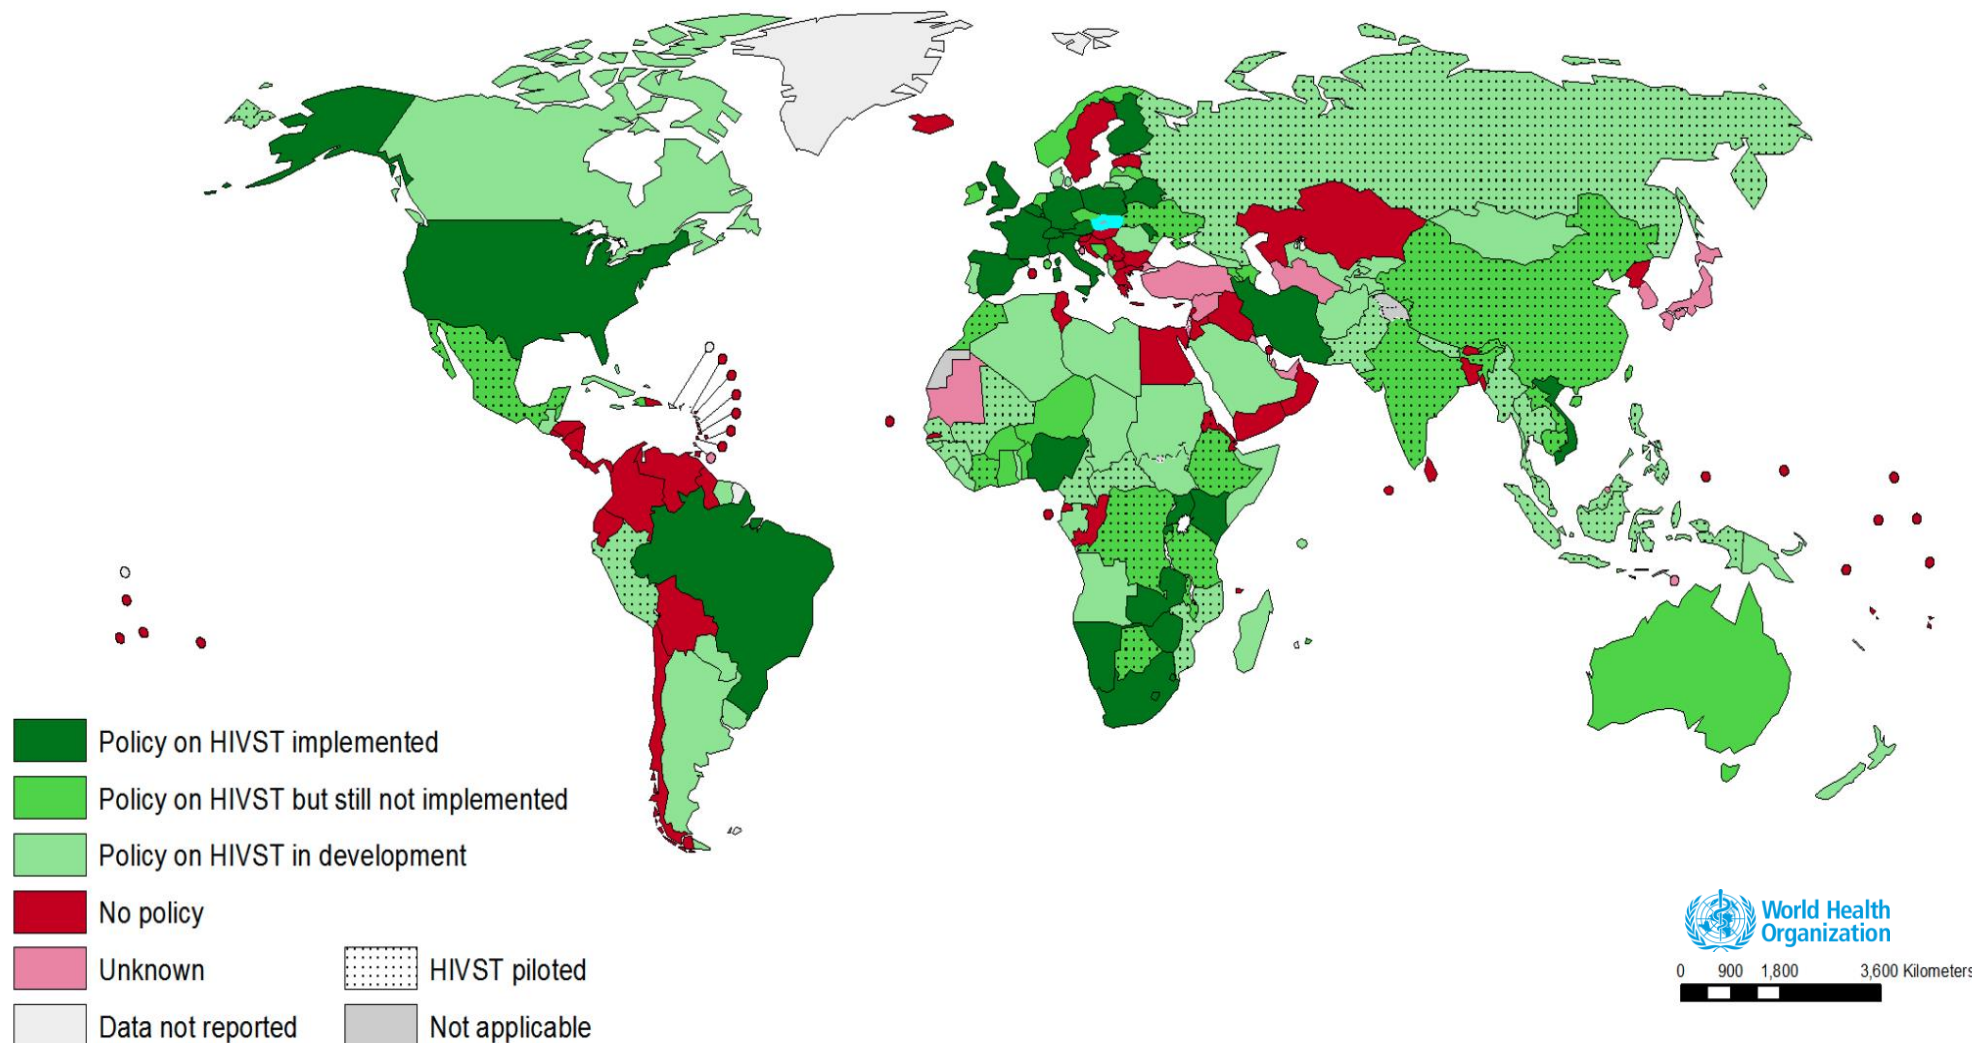 Policy on HIVST implemented
Policy on HIVST but still not implemented
Policy on HIVST in development
No policy
Unknown
Data not reported
HIVST piloted
Not applicable
World Health
Organization
0 900 1,800 3,600 Kilometers